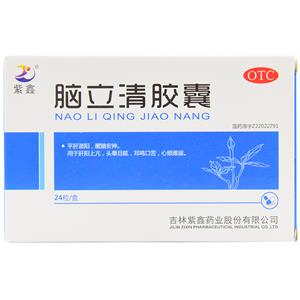 紫鑫
脑立清胶囊
NAO LI QING JIAO NANG
OTC
国药准字Z22022791
平肝潜阳，醒脑安神。
用于肝阳上亢，头晕目眩，耳鸣口苦，心烦难寐。
24粒/盒
吉林紫鑫药业股份有限公司
JILIN ZIXIN PHARMACEUTICAL INDUSTRIAL CO.,LTD